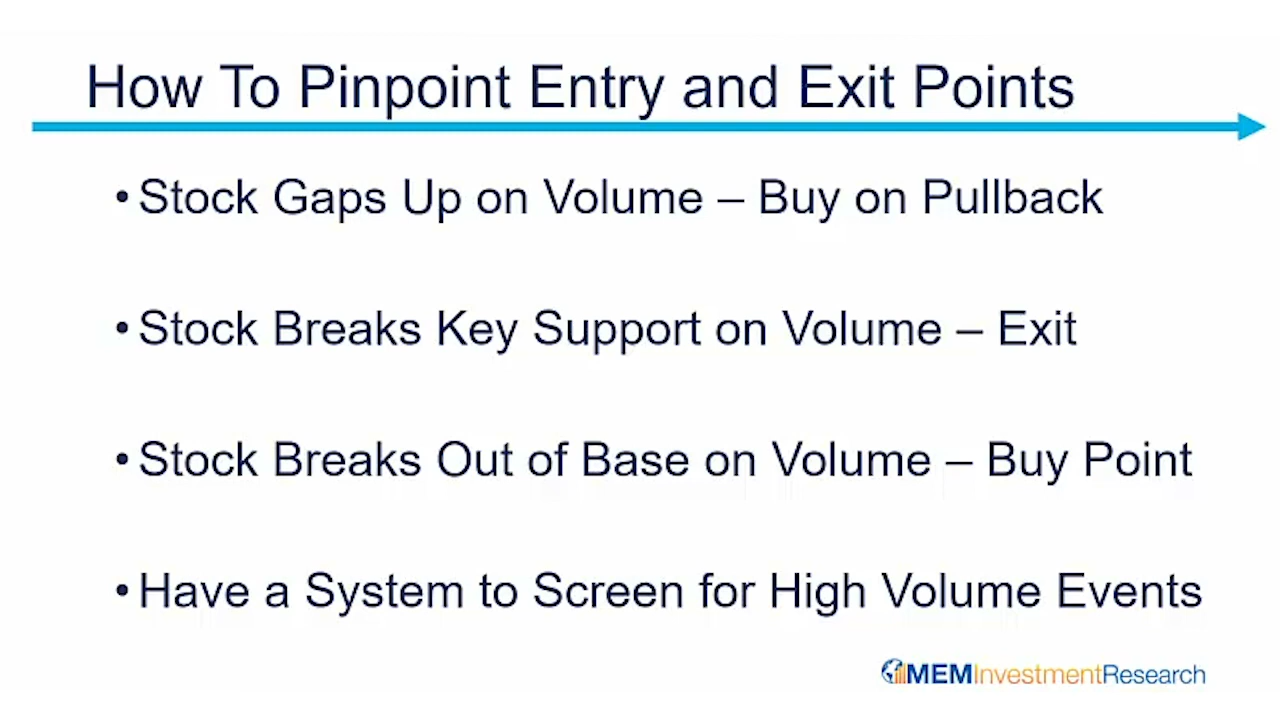 How To Pinpoint Entry and Exit Points
• Stock Gaps Up on Volume – Buy on Pullback
• Stock Breaks Key Support on Volume – Exit
• Stock Breaks Out of Base on Volume – Buy Point
• Have a System to Screen for High Volume Events
MEMInvestmentResearch